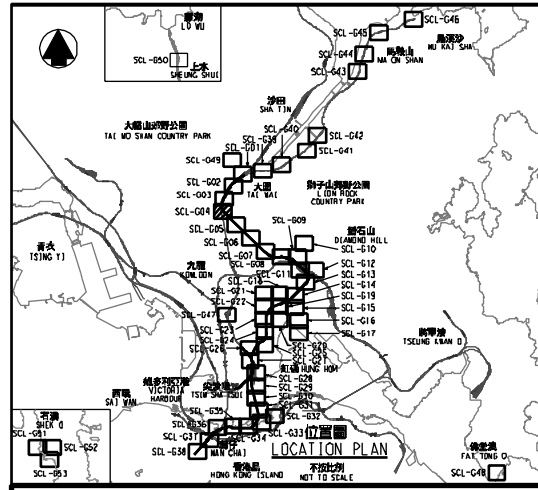 羅湖
LO WU
SCL-G50
上水
SHEUNG SHUI
SCL-G46
SCL-G45
烏溪沙
WU KAI SHA
SCL-G44
馬鞍山
MA ON SHAN
SCL-G43
沙田
SHA TIN
大帽山郊野公園
TAI MO SHAN COUNTRY PARK
SCL-G40
SCL-G39
SCL-G01
SCL-G42
SCL-G41
SCL-G49
SCL-G02
大圍
TAI WAI
獅子山郊野公園
LION ROCK
COUNTRY PARK
SCL-G03
SCL-G04
SCL-G05
SCL-G06
SCL-G07
SCL-G08
SCL-G09
鑽石山
DIAMOND HILL
SCL-G10
SCL-G11
SCL-G12
SCL-G13
SCL-G14
SCL-G19
SCL-G15
SCL-G16
SCL-G17
青衣
TSING YI
九龍
KOWLOON
SCL-G21
SCL-G22
SCL-G47
SCL-G23
SCL-G24
SCL-G26
SCL-G25
將軍澳
TSEUNG KWAN O
紅磡 HUNG HOM
SCL-G28
SCL-G29
SCL-G30
SCL-G32
SCL-G33
SCL-G34
SCL-G35
SCL-G36
SCL-G37
SCL-G38
西環
SAI WAN
維多利亞港
VICTORIA
HARBOUR
尖沙咀
TSIM SHA TSUI
WAN CHAI
香港島
HONG KONG ISLAND
位置圖
LOCATION PLAN
不按比例
NOT TO SCALE
石澳
SHEK O
SCL-G51
SCL-G52
SCL-G53
佛堂澳
FAT TONG O
SCL-G48